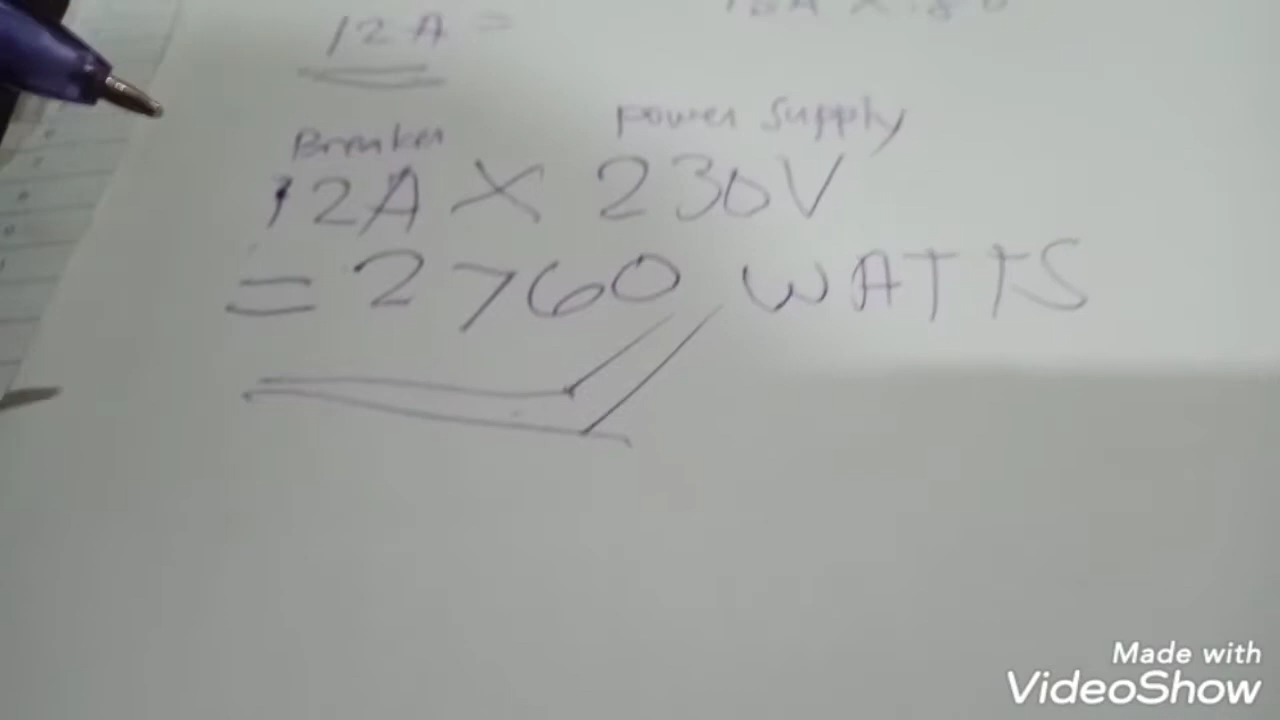 12A =
Breaker power supply
12A X 230V
= 2760 WATTS
Made with
VideoShow